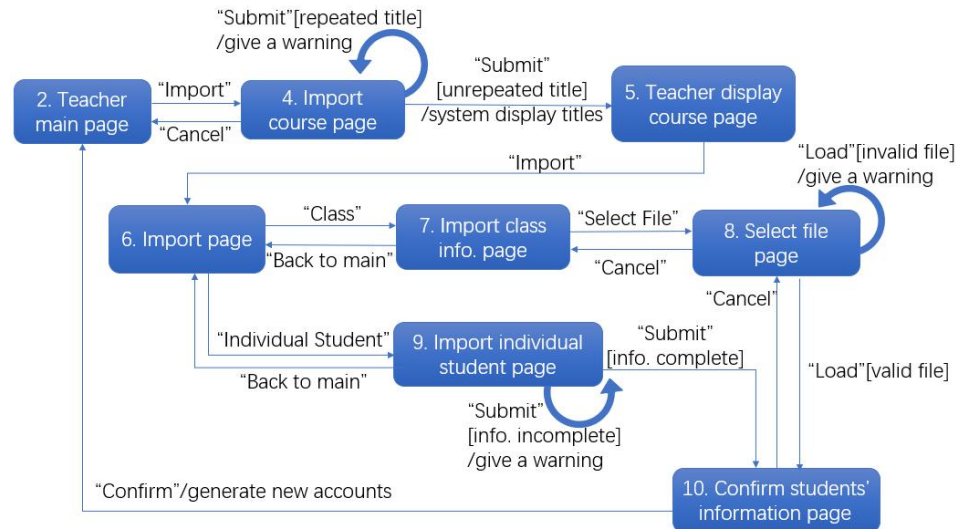 “Submit”[repeated title]
/give a warning
“Submit”
[unrepeated title]
/system display titles
2. Teacher
main page
“Import”
“Cancel”
4. Import
course page
5. Teacher display
course page
“Import”
“Load”[invalid file]
/give a warning
6. Import page
“Class”
“Back to main”
7. Import class
info. page
“Select File”
“Cancel”
8. Select file
page
“Cancel”
“Individual Student”
“Back to main”
9. Import individual
student page
“Submit”
[info. complete]
“Load”[valid file]
“Submit”
[info. incomplete]
/give a warning
“Confirm”/generate new accounts
10. Confirm students’
information page